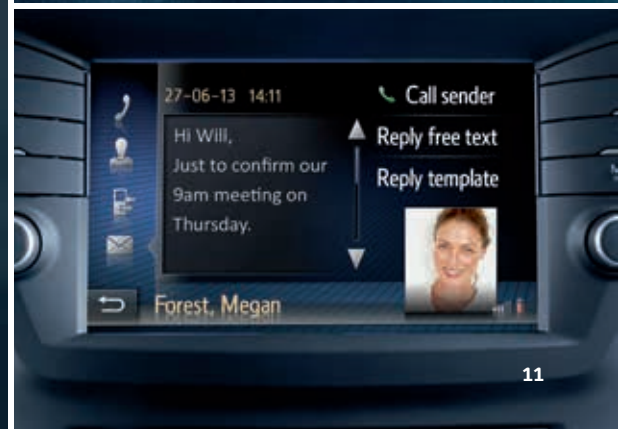 27-06-13 14:11
Hi Will,
Just to confirm our
9am meeting on
Thursday.
Call sender
Reply free text
Reply template
Forest, Megan
11